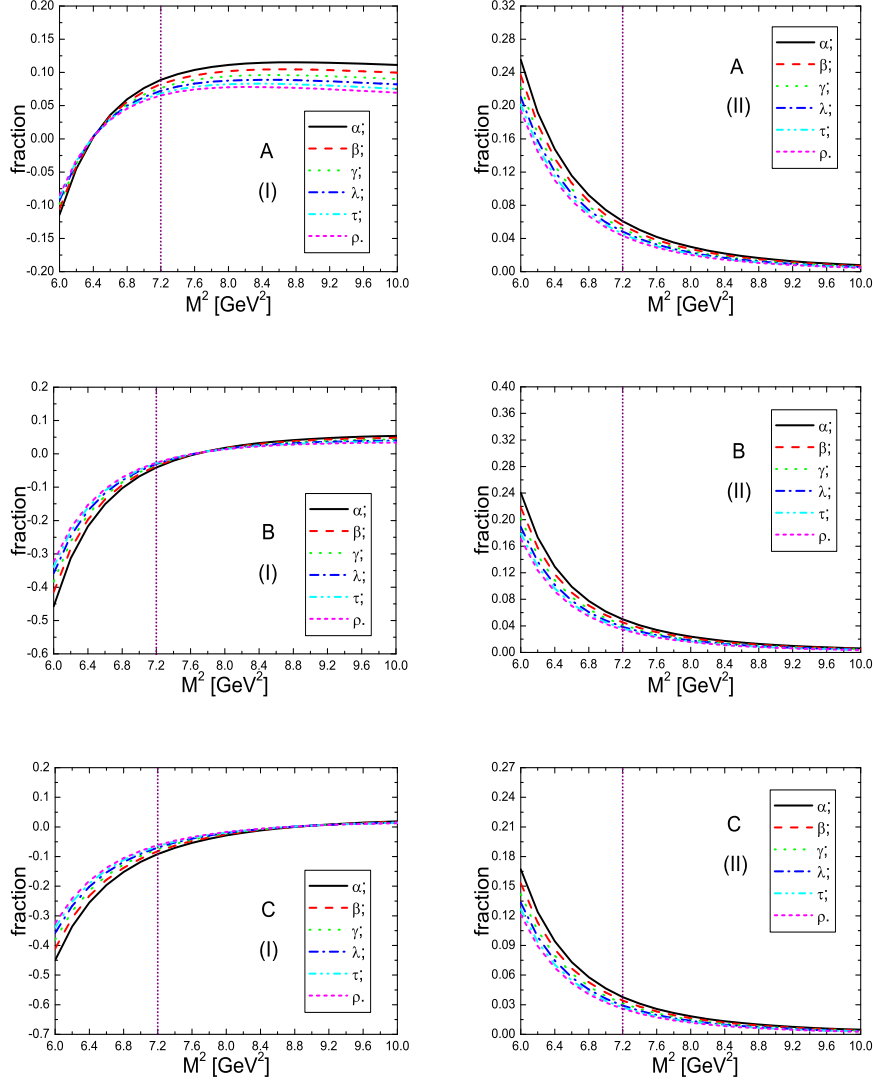 0.20
0.15
0.10
0.05
0.00
-0.05
-0.10
-0.15
-0.20
fraction
A
(I)
α;
β;
γ;
λ;
τ;
ρ.
6.0 6.4 6.8 7.2 7.6 8.0 8.4 8.8 9.2 9.6 10.0
M² [GeV²]
0.32
0.28
0.24
0.20
0.16
0.12
0.08
0.04
0.00
fraction
A
(II)
α;
β;
γ;
λ;
τ;
ρ.
6.0 6.4 6.8 7.2 7.6 8.0 8.4 8.8 9.2 9.6 10.0
M² [GeV²]
0.2
0.1
0.0
-0.1
-0.2
-0.3
-0.4
-0.5
-0.6
fraction
B
(I)
α;
β;
γ;
λ;
τ;
ρ.
6.0 6.4 6.8 7.2 7.6 8.0 8.4 8.8 9.2 9.6 10.0
M² [GeV²]
0.40
0.36
0.32
0.28
0.24
0.20
0.16
0.12
0.08
0.04
0.00
fraction
B
(II)
α;
β;
γ;
λ;
τ;
ρ.
6.0 6.4 6.8 7.2 7.6 8.0 8.4 8.8 9.2 9.6 10.0
M² [GeV²]
0.2
0.1
0.0
-0.1
-0.2
-0.3
-0.4
-0.5
-0.6
-0.7
fraction
C
(I)
α;
β;
γ;
λ;
τ;
ρ.
6.0 6.4 6.8 7.2 7.6 8.0 8.4 8.8 9.2 9.6 10.0
M² [GeV²]
0.27
0.24
0.21
0.18
0.15
0.12
0.09
0.06
0.03
0.00
fraction
C
(II)
α;
β;
γ;
λ;
τ;
ρ.
6.0 6.4 6.8 7.2 7.6 8.0 8.4 8.8 9.2 9.6 10.0
M² [GeV²]